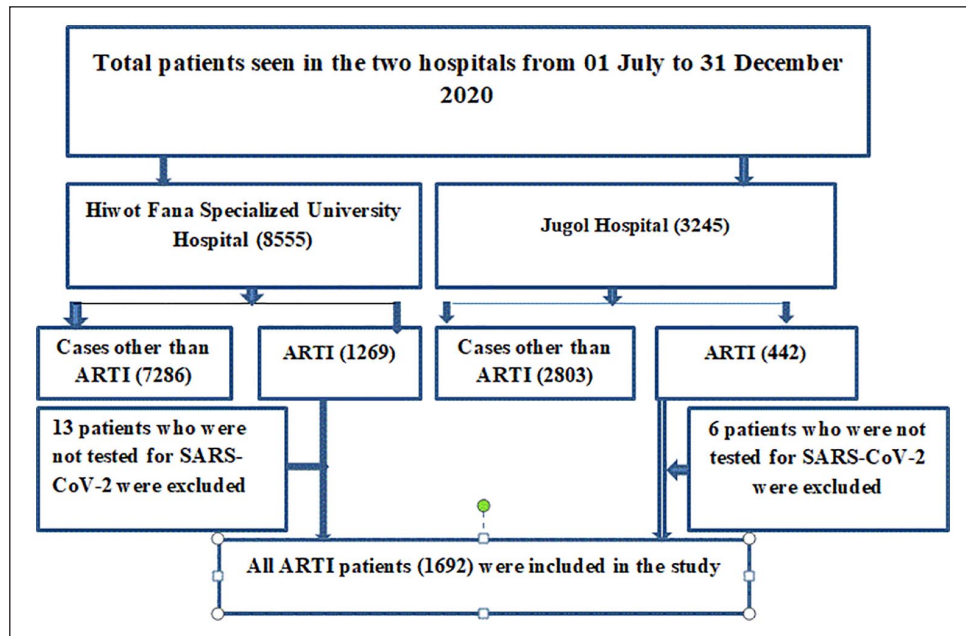 Total patients seen in the two hospitals from 01 July to 31 December
2020
Hiwot Fana Specialized University
Hospital (8555)
Jugol Hospital (3245)
Cases other than
ARTI (7286)
ARTI (1269)
Cases other than
ARTI (2803)
ARTI (442)
13 patients who were
not tested for SARS-
CoV-2 were excluded
6 patients who were not
tested for SARS-CoV-2
were excluded
All ARTI patients (1692) were included in the study